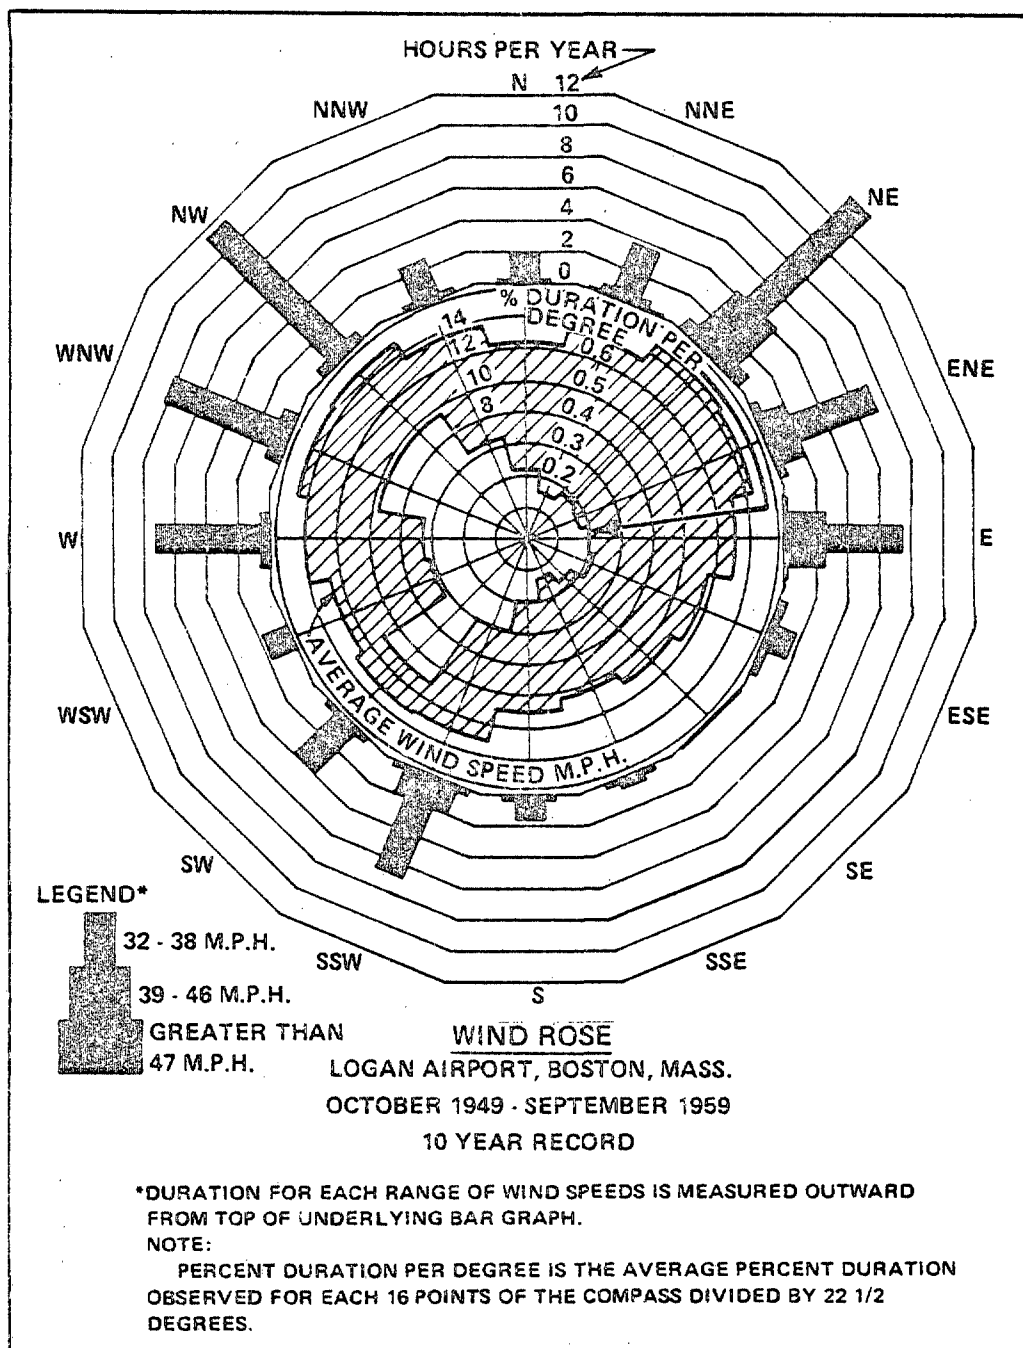 HOURS PER YEAR
N 12
NNW
NNE
10
8
6
4
2
0
NW
NE
% DURATION PER
DEGREE
14
12
10
8
0.6
0.5
0.4
0.3
0.2
WNW
ENE
W
E
WSW
ESE
AVERAGE WIND SPEED M.P.H.
SW
SE
SSW
SSE
S
LEGEND*
32 - 38 M.P.H.
39 - 46 M.P.H.
GREATER THAN
47 M.P.H.
WIND ROSE
LOGAN AIRPORT, BOSTON, MASS.
OCTOBER 1949 - SEPTEMBER 1959
10 YEAR RECORD
*DURATION FOR EACH RANGE OF WIND SPEEDS IS MEASURED OUTWARD
FROM TOP OF UNDERLYING BAR GRAPH.
NOTE:
PERCENT DURATION PER DEGREE IS THE AVERAGE PERCENT DURATION
OBSERVED FOR EACH 16 POINTS OF THE COMPASS DIVIDED BY 22 1/2
DEGREES.